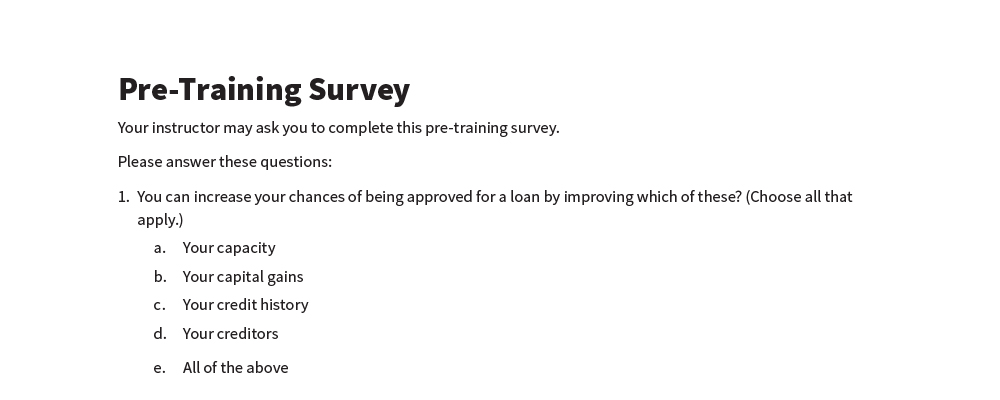 Pre-Training Survey
Your instructor may ask you to complete this pre-training survey.
Please answer these questions:
1. You can increase your chances of being approved for a loan by improving which of these? (Choose all that
apply.)
a. Your capacity
b. Your capital gains
c. Your credit history
d. Your creditors
e. All of the above